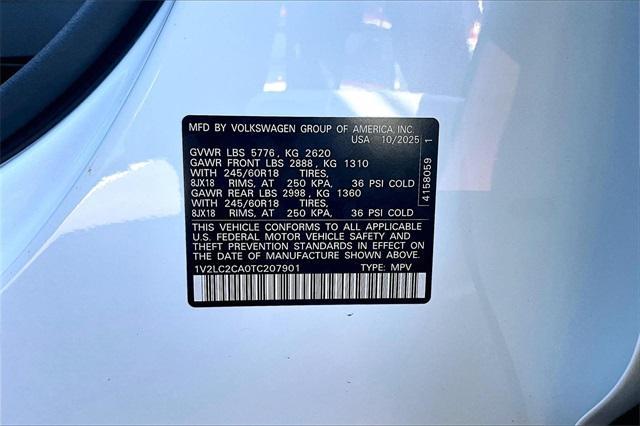 MFD BY VOLKSWAGEN GROUP OF AMERICA, INC.
USA 10/2025
GVWR LBS 5776, KG 2620
GAWR FRONT LBS 2888, KG 1310
WITH 245/60R18 TIRES,
8JX18 RIMS, AT 250 KPA, 36 PSI COLD
GAWR REAR LBS 2998, KG 1360
WITH 245/60R18 TIRES,
8JX18 RIMS, AT 250 KPA, 36 PSI COLD
THIS VEHICLE CONFORMS TO ALL APPLICABLE
U.S. FEDERAL MOTOR VEHICLE SAFETY AND
THEFT PREVENTION STANDARDS IN EFFECT ON
THE DATE OF MANUFACTURE SHOWN ABOVE.
1V2LC2CA0TC207901 TYPE: MPV
4158059 1